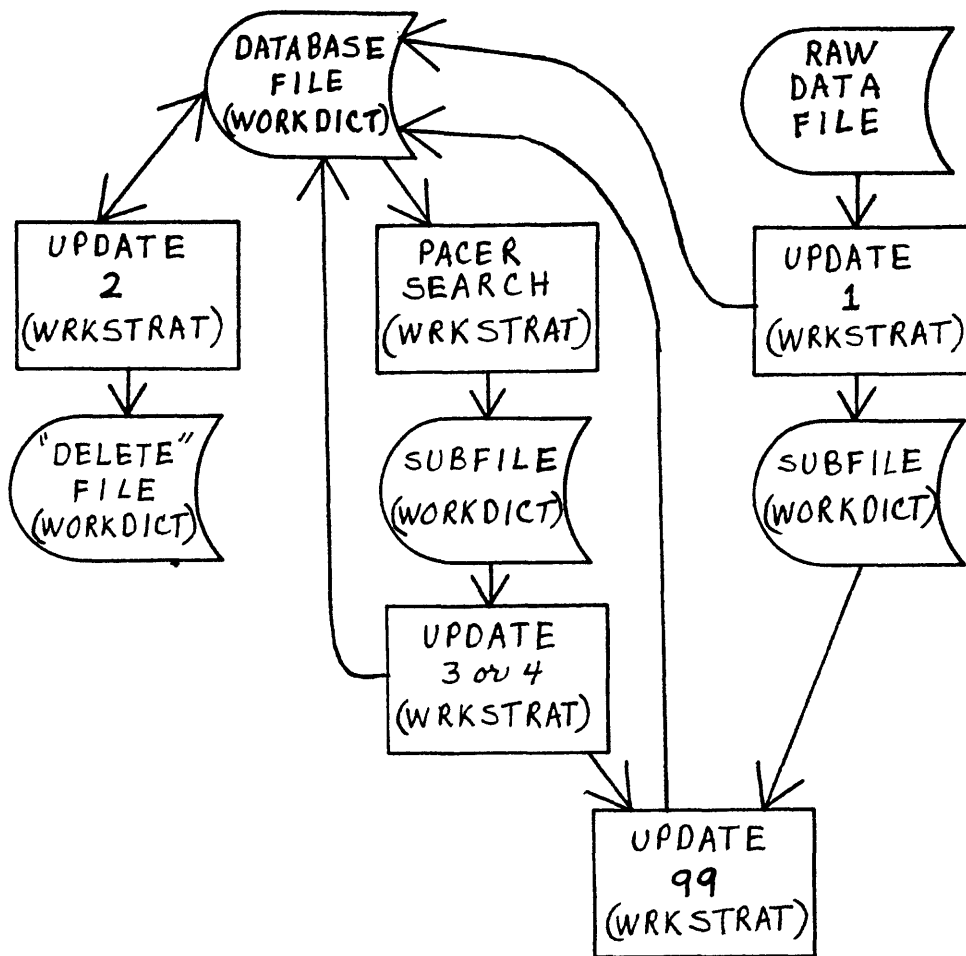 DATABASE
FILE
(WORKDICT)
RAW
DATA
FILE
UPDATE
2
(WRKSTRAT)
PACER
SEARCH
(WRKSTRAT)
UPDATE
1
(WRKSTRAT)
"DELETE"
FILE
(WORKDICT)
SUBFILE
(WORKDICT)
SUBFILE
(WORKDICT)
UPDATE
3 or 4
(WRKSTRAT)
UPDATE
99
(WRKSTRAT)